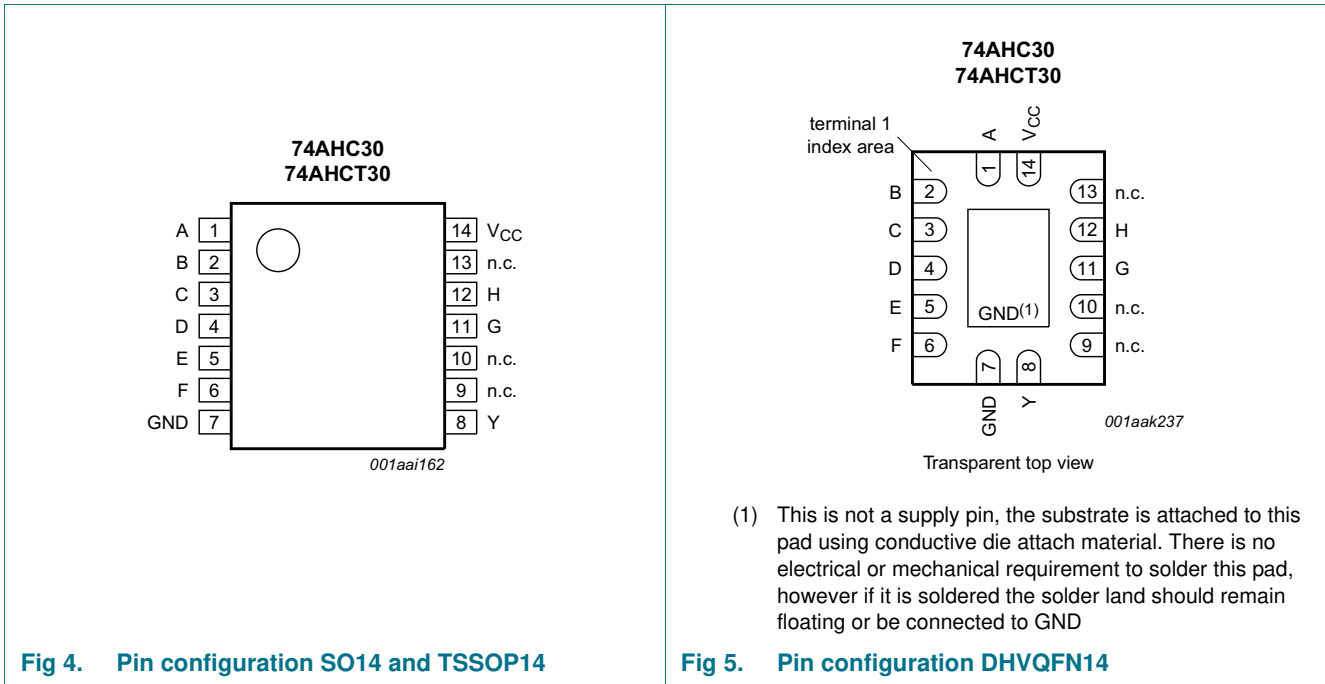 74AHC30
74AHCT30
A 1
B 2
C 3
D 4
E 5
F 6
GND 7
14 VCC
13 n.c.
12 H
11 G
10 n.c.
9 n.c.
8 Y
001aai162
Fig 4. Pin configuration SO14 and TSSOP14
74AHC30
74AHCT30
terminal 1
index area
A
VCC
1
14
B 2
C 3
D 4
E 5
F 6
13 n.c.
12 H
11 G
10 n.c.
9 n.c.
GND(1)
7
8
GND
Y
001aak237
Transparent top view
(1) This is not a supply pin, the substrate is attached to this
pad using conductive die attach material. There is no
electrical or mechanical requirement to solder this pad,
however if it is soldered the solder land should remain
floating or be connected to GND
Fig 5. Pin configuration DHVQFN14